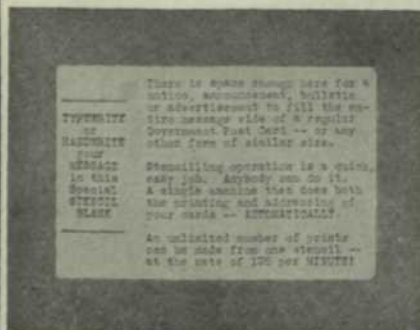 TYPEWRITE
or
HANDWRITE
your
MESSAGE
in this
Special
STENCIL
BLANK
There is space enough here for a
notice, announcement, bulletin
or advertisement to fill the en-
tire message side of a regular
Government Post Card -- or any
other form of similar size.
Stencilling operation is a quick,
easy job. Anybody can do it.
A single machine then does both
the printing and addressing of
your cards -- AUTOMATICALLY.
An unlimited number of prints
can be made from one stencil --
at the rate of 125 per MINUTE!